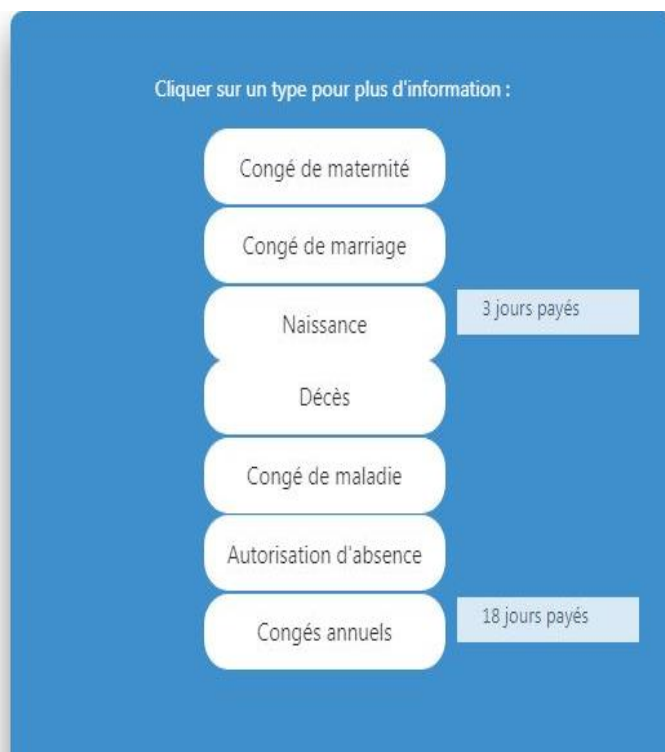 Cliquer sur un type pour plus d'information :
Congé de maternité
Congé de marriage
Naissance
3 jours payés
Décès
Congé de maladie
Autorisation d'absence
Congés annuels
18 jours payés